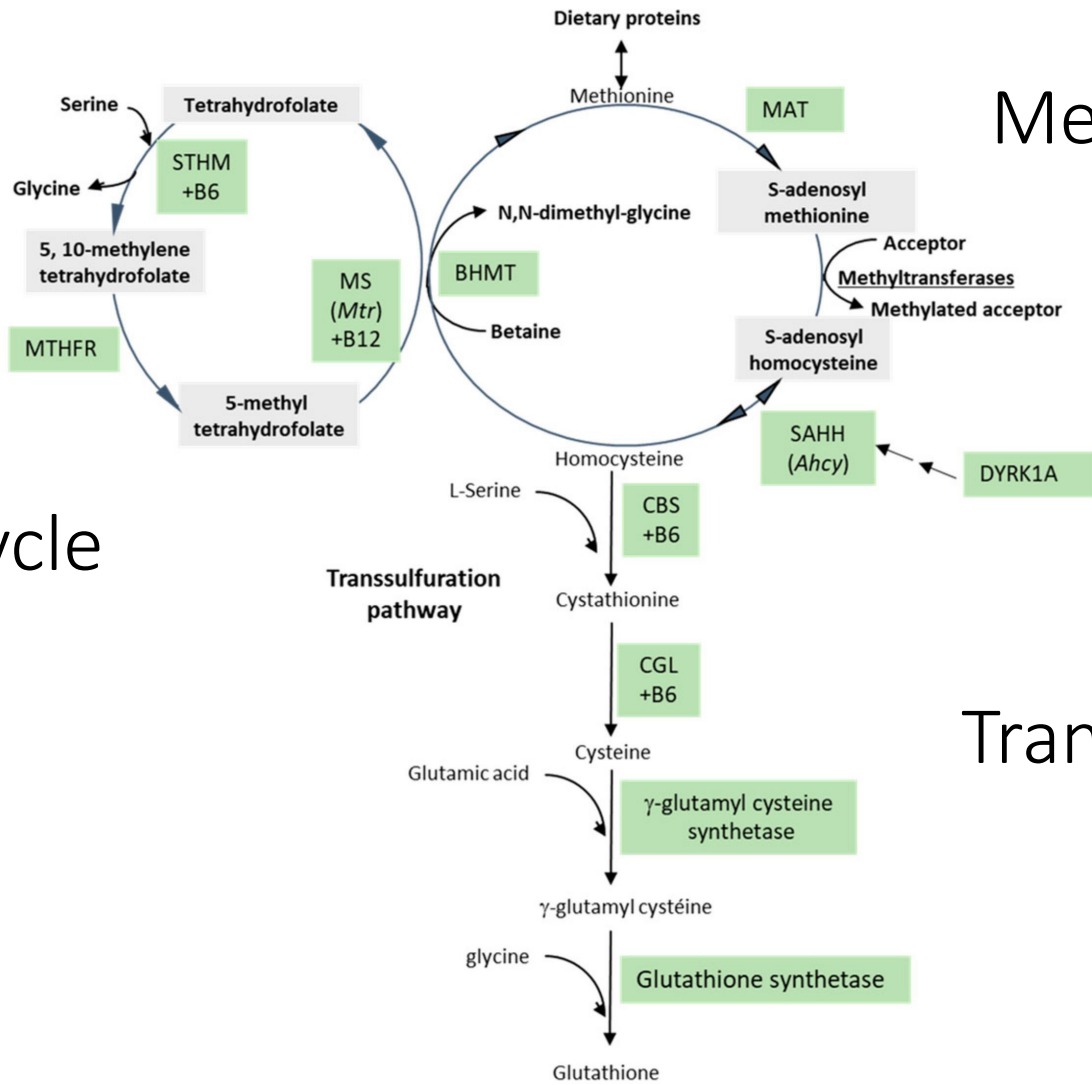 Dietary proteins
Methionine
MAT
Me
Serine
Tetrahydrofolate
STHM
+B6
Glycine
S-adenosyl
methionine
N,N-dimethyl-glycine
5, 10-methylene
tetrahydrofolate
Acceptor
Methyltransferases
Methylated acceptor
MS
(Mtr)
+B12
BHMT
Betaine
MTHFR
S-adenosyl
homocysteine
5-methyl
tetrahydrofolate
SAHH
(Ahcy)
DYRK1A
Homocysteine
L-Serine
CBS
+B6
ycle
Transsulfuration
pathway
Cystathionine
CGL
+B6
Tran
Cysteine
Glutamic acid
γ-glutamyl cysteine
synthetase
γ-glutamyl cystéine
glycine
Glutathione synthetase
Glutathione